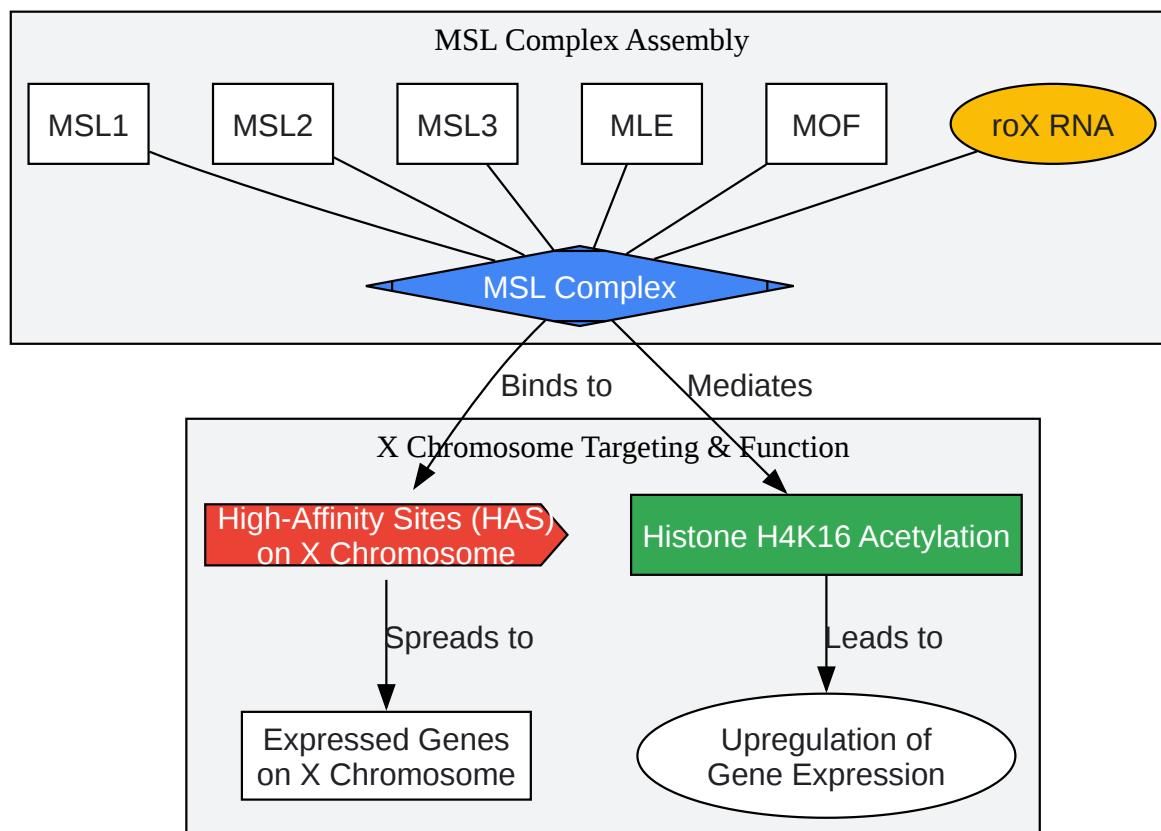 MSL Complex Assembly
MSL1
MSL2
MSL3
MLE
MOF
roX RNA
MSL Complex
Binds to
Mediates
X Chromosome Targeting & Function
High-Affinity Sites (HAS)
on X Chromosome
Histone H4K16 Acetylation
Spreads to
Leads to
Expressed Genes
on X Chromosome
Upregulation of
Gene Expression